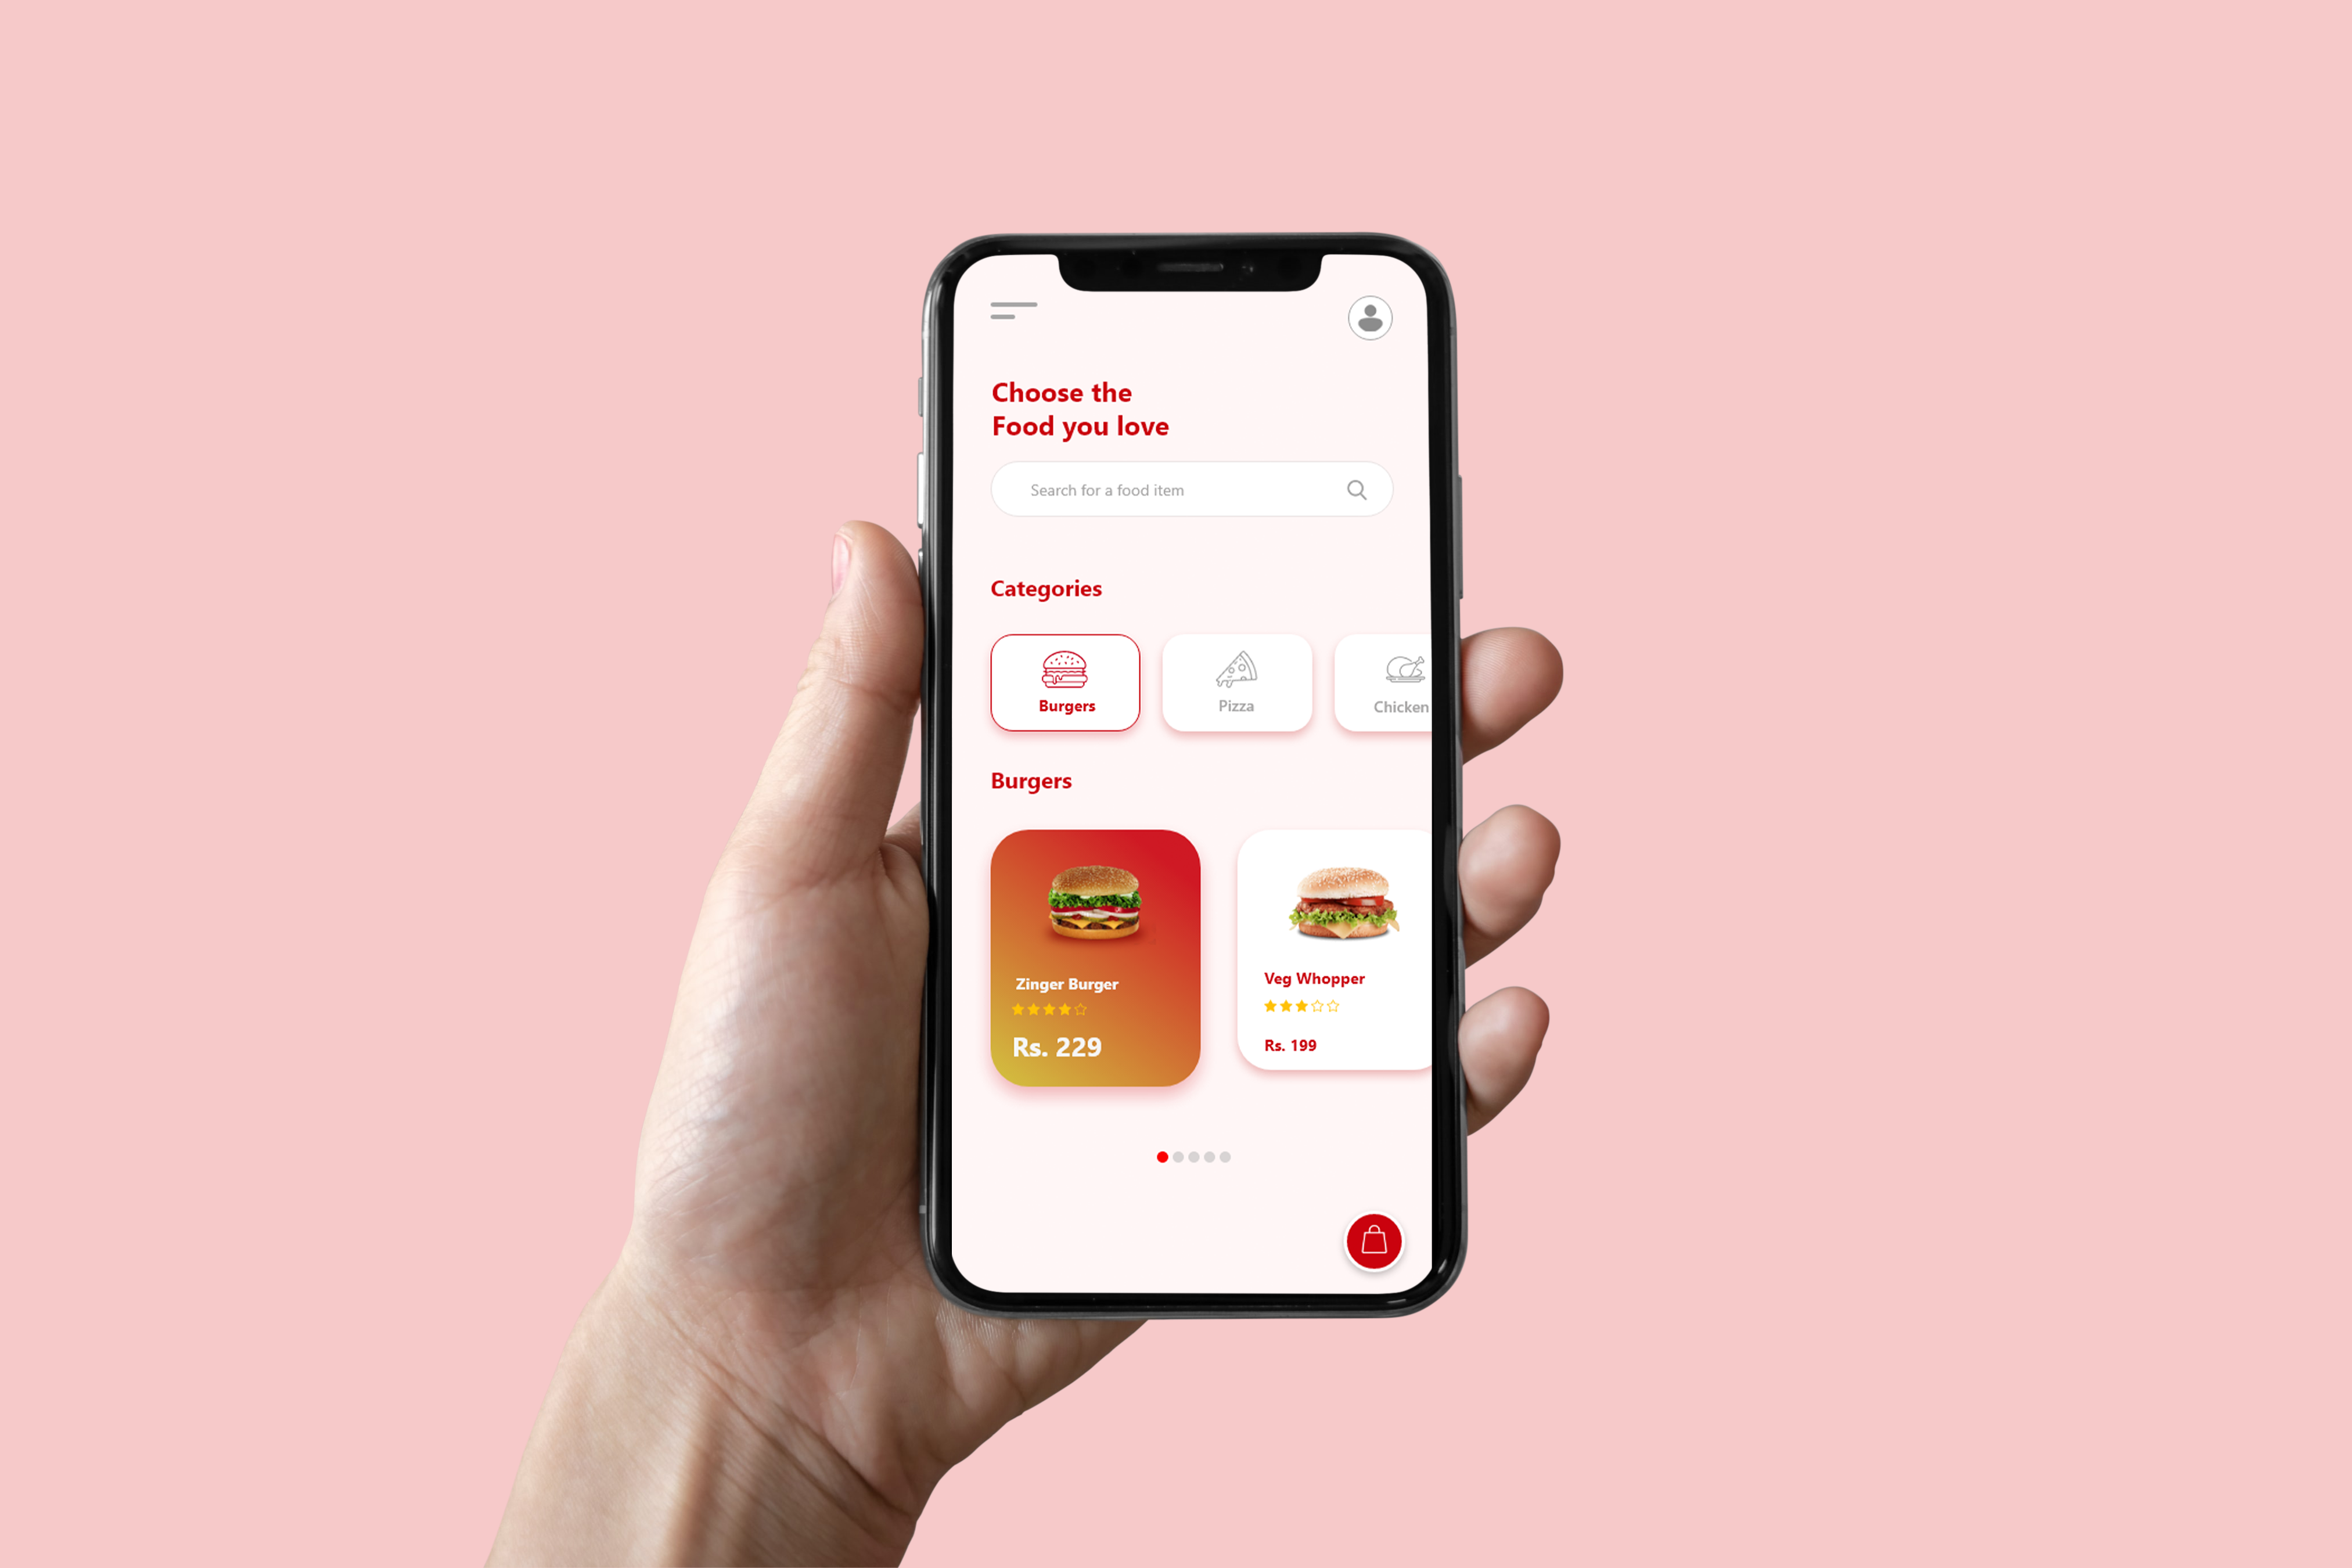 Choose the
Food you love
Search for a food item
Categories
Burgers
Pizza
Chicken
Burgers
Zinger Burger
Rs. 229
Veg Whopper
Rs. 199